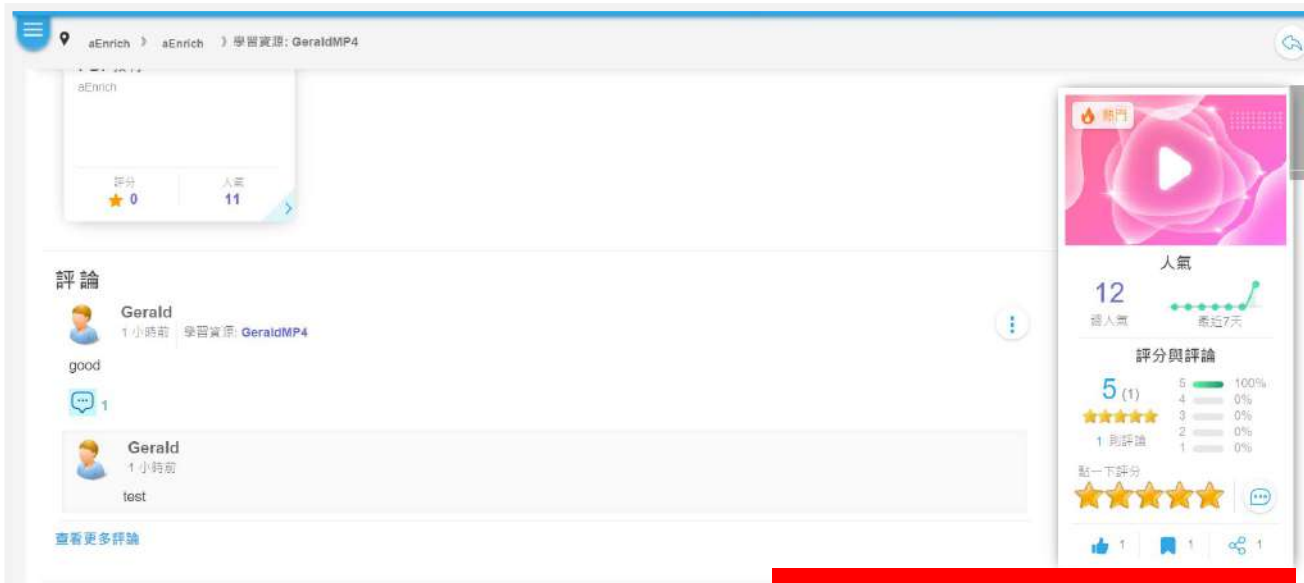 aEnrich 》 aEnrich 》學習資源: GeraldMP4
aEnrich
評分 人氣
0 11
評論
Gerald
1 小時前 學習資源: GeraldMP4
good
1
Gerald
1 小時前
test
查看更多評論
熱門
人氣
12
總人氣 最近7天
評分與評論
5 (1)
5 100%
4 0%
3 0%
2 0%
1 0%
1 則評論
點一下評分
1 1 1